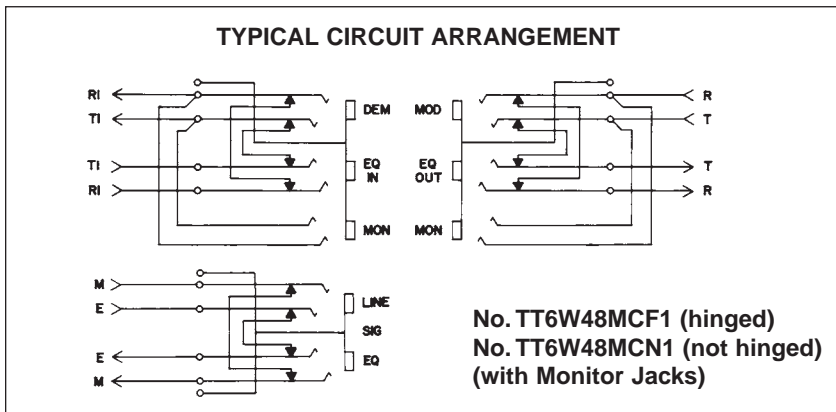 TYPICAL CIRCUIT ARRANGEMENT
RI
TI
TI
RI
DEM
EQ
IN
MON
MOD
EQ
OUT
MON
R
T
T
R
M
E
E
M
LINE
SIG
EQ
No. TT6W48MCF1 (hinged)
No. TT6W48MCN1 (not hinged)
(with Monitor Jacks)